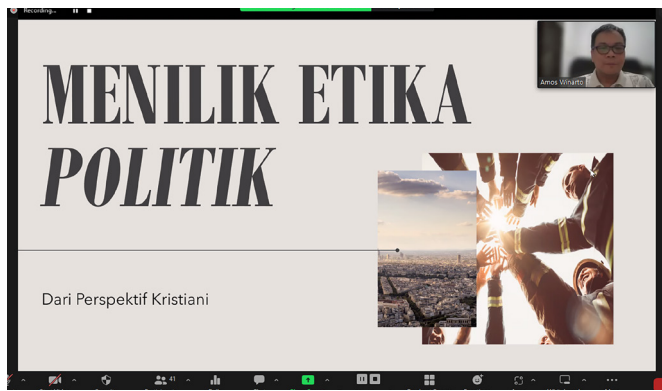 Recording...
MENILIK ETIKA
POLITIK
Dari Perspektif Kristiani
Amos Winarto
41